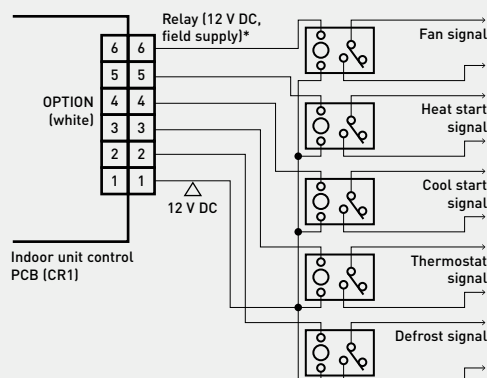 Relay (12 V DC,
field supply)*
Fan signal
6 6
5 5
OPTION
(white)
4 4
3 3
2 2
1 1
12 V DC
Heat start
signal
Cool start
signal
Indoor unit control
PCB (CR1)
Thermostat
signal
Defrost signal